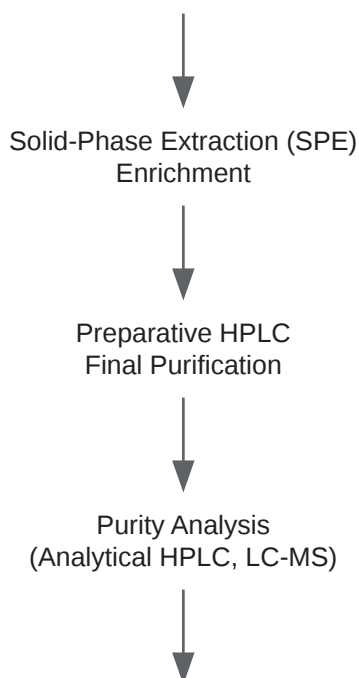 Solid-Phase Extraction (SPE)
Enrichment
Preparative HPLC
Final Purification
Purity Analysis
(Analytical HPLC, LC-MS)